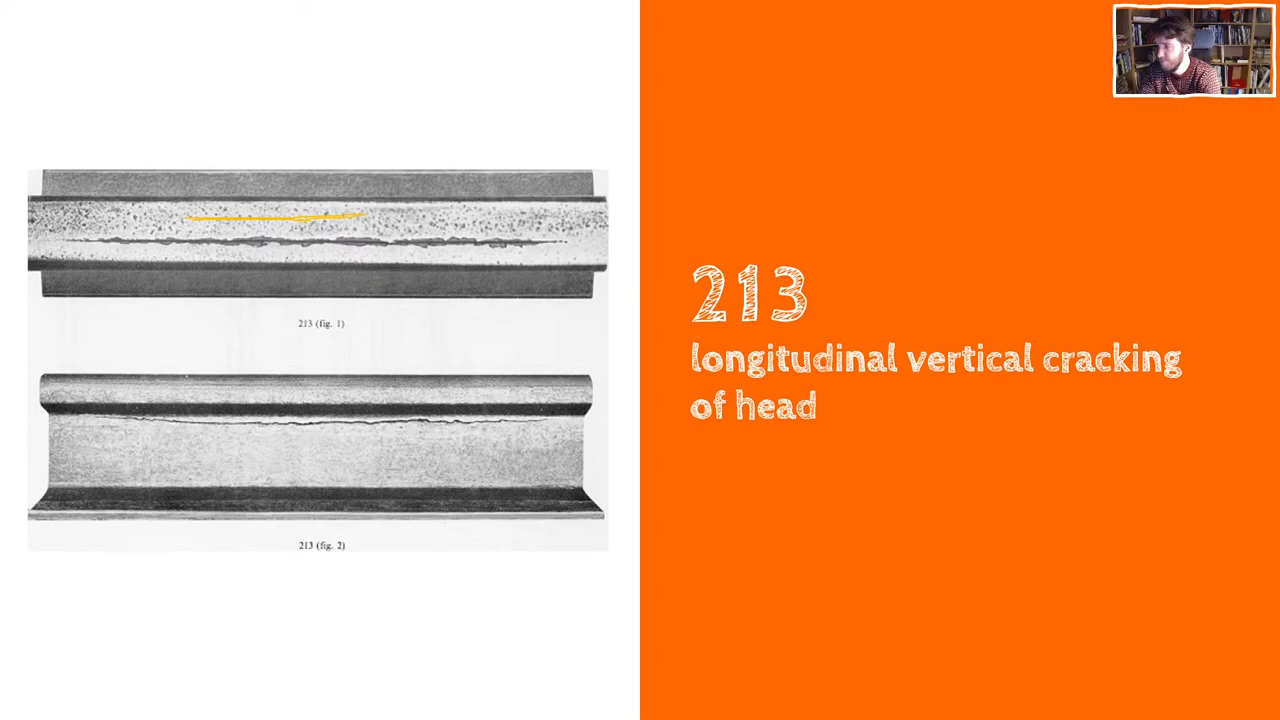 213 (fig. 1)
213 (fig. 2)
213
longitudinal vertical cracking
of head